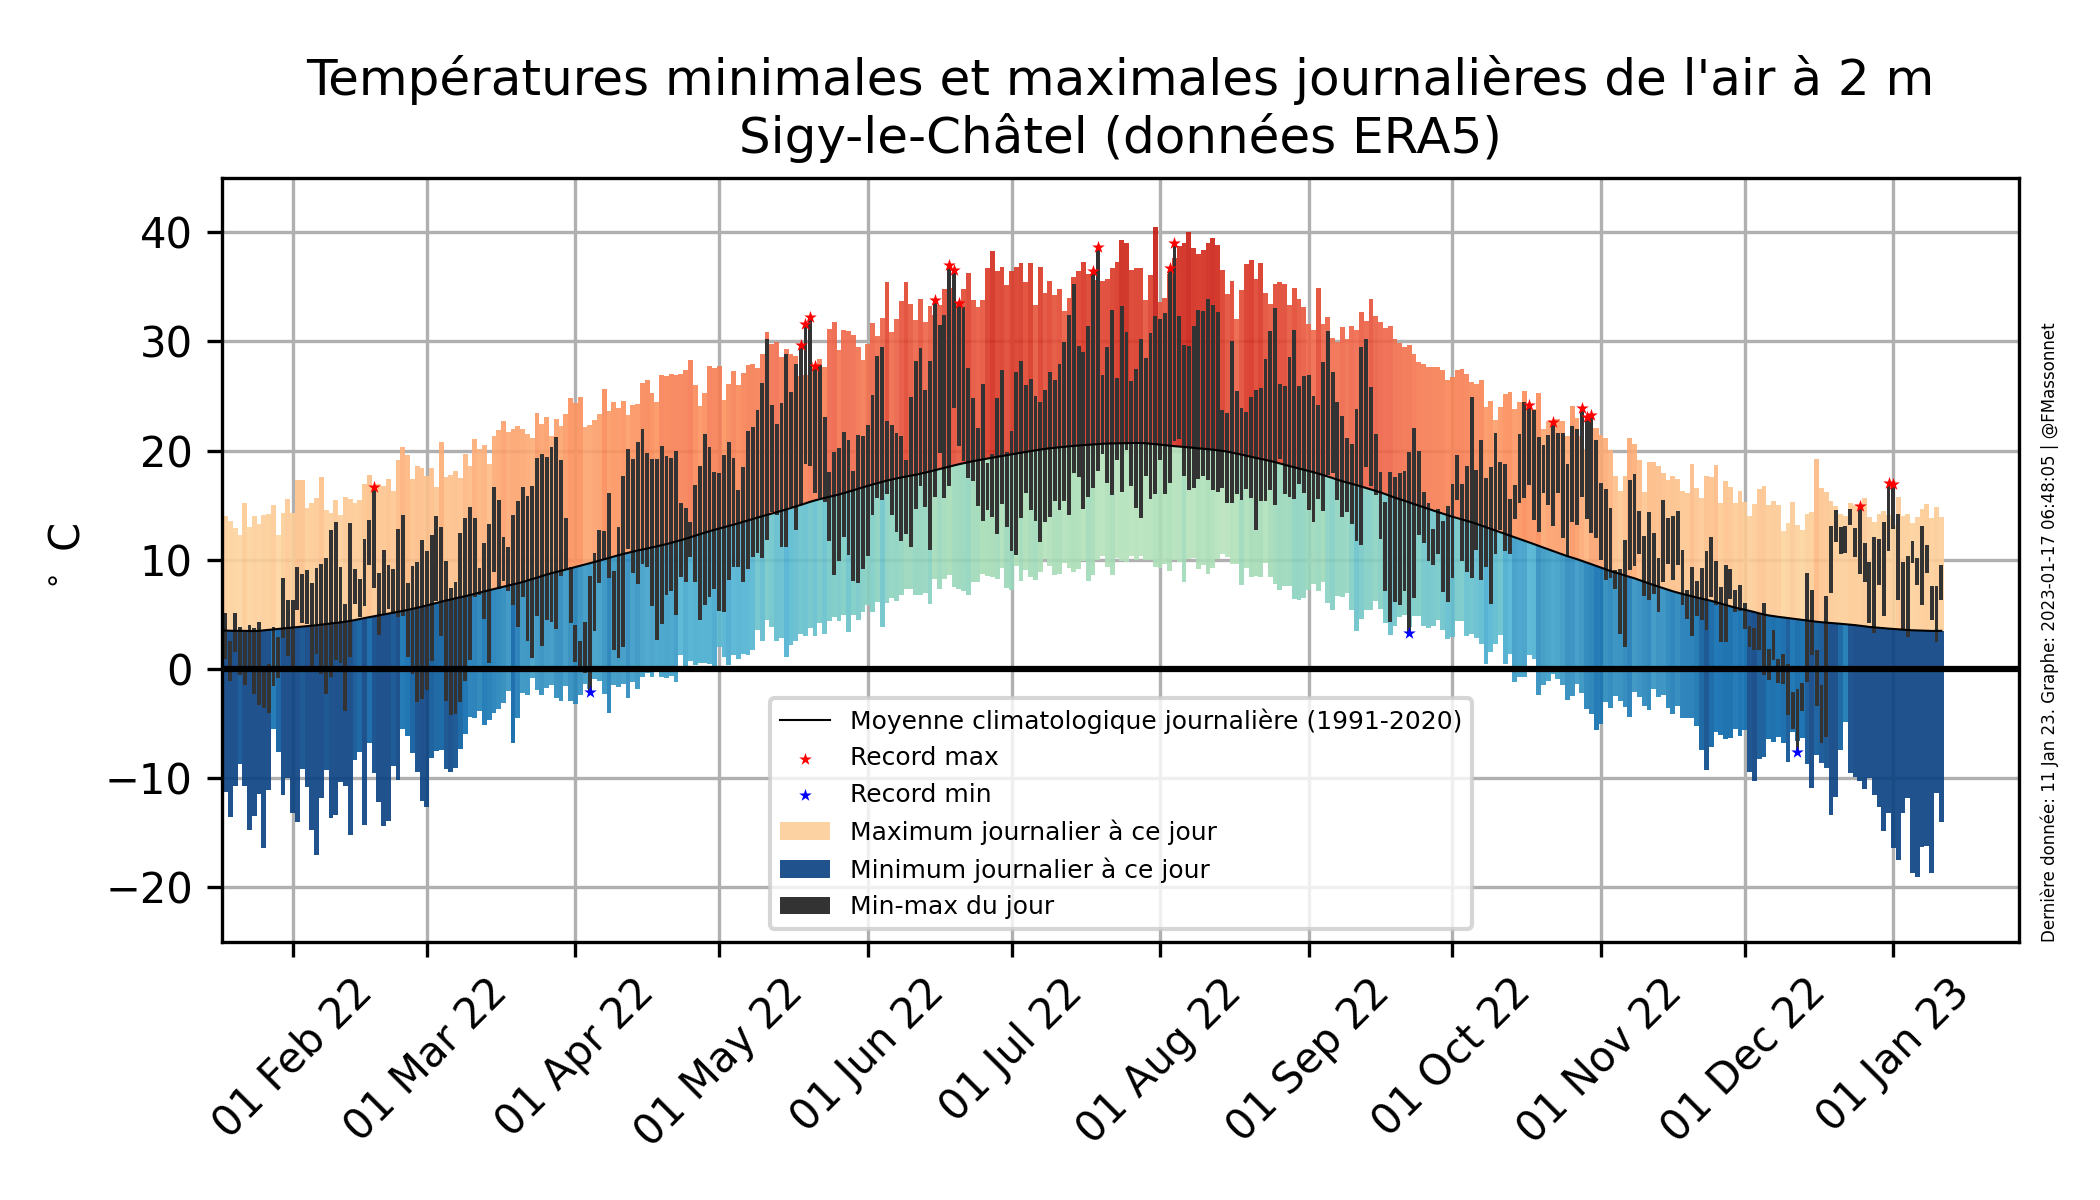 Températures minimales et maximales journalières de l'air à 2 m
Sigy-le-Châtel (données ERA5)
° C
40
30
20
10
0
−10
−20
Moyenne climatologique journalière (1991-2020)
Record max
Record min
Maximum journalier à ce jour
Minimum journalier à ce jour
Min-max du jour
01 Feb 22
01 Mar 22
01 Apr 22
01 May 22
01 Jun 22
01 Jul 22
01 Aug 22
01 Sep 22
01 Oct 22
01 Nov 22
01 Dec 22
01 Jan 23
Dernière donnée: 11 Jan 23. Graphe: 2023-01-17 06:48:05 | @FMassonnet